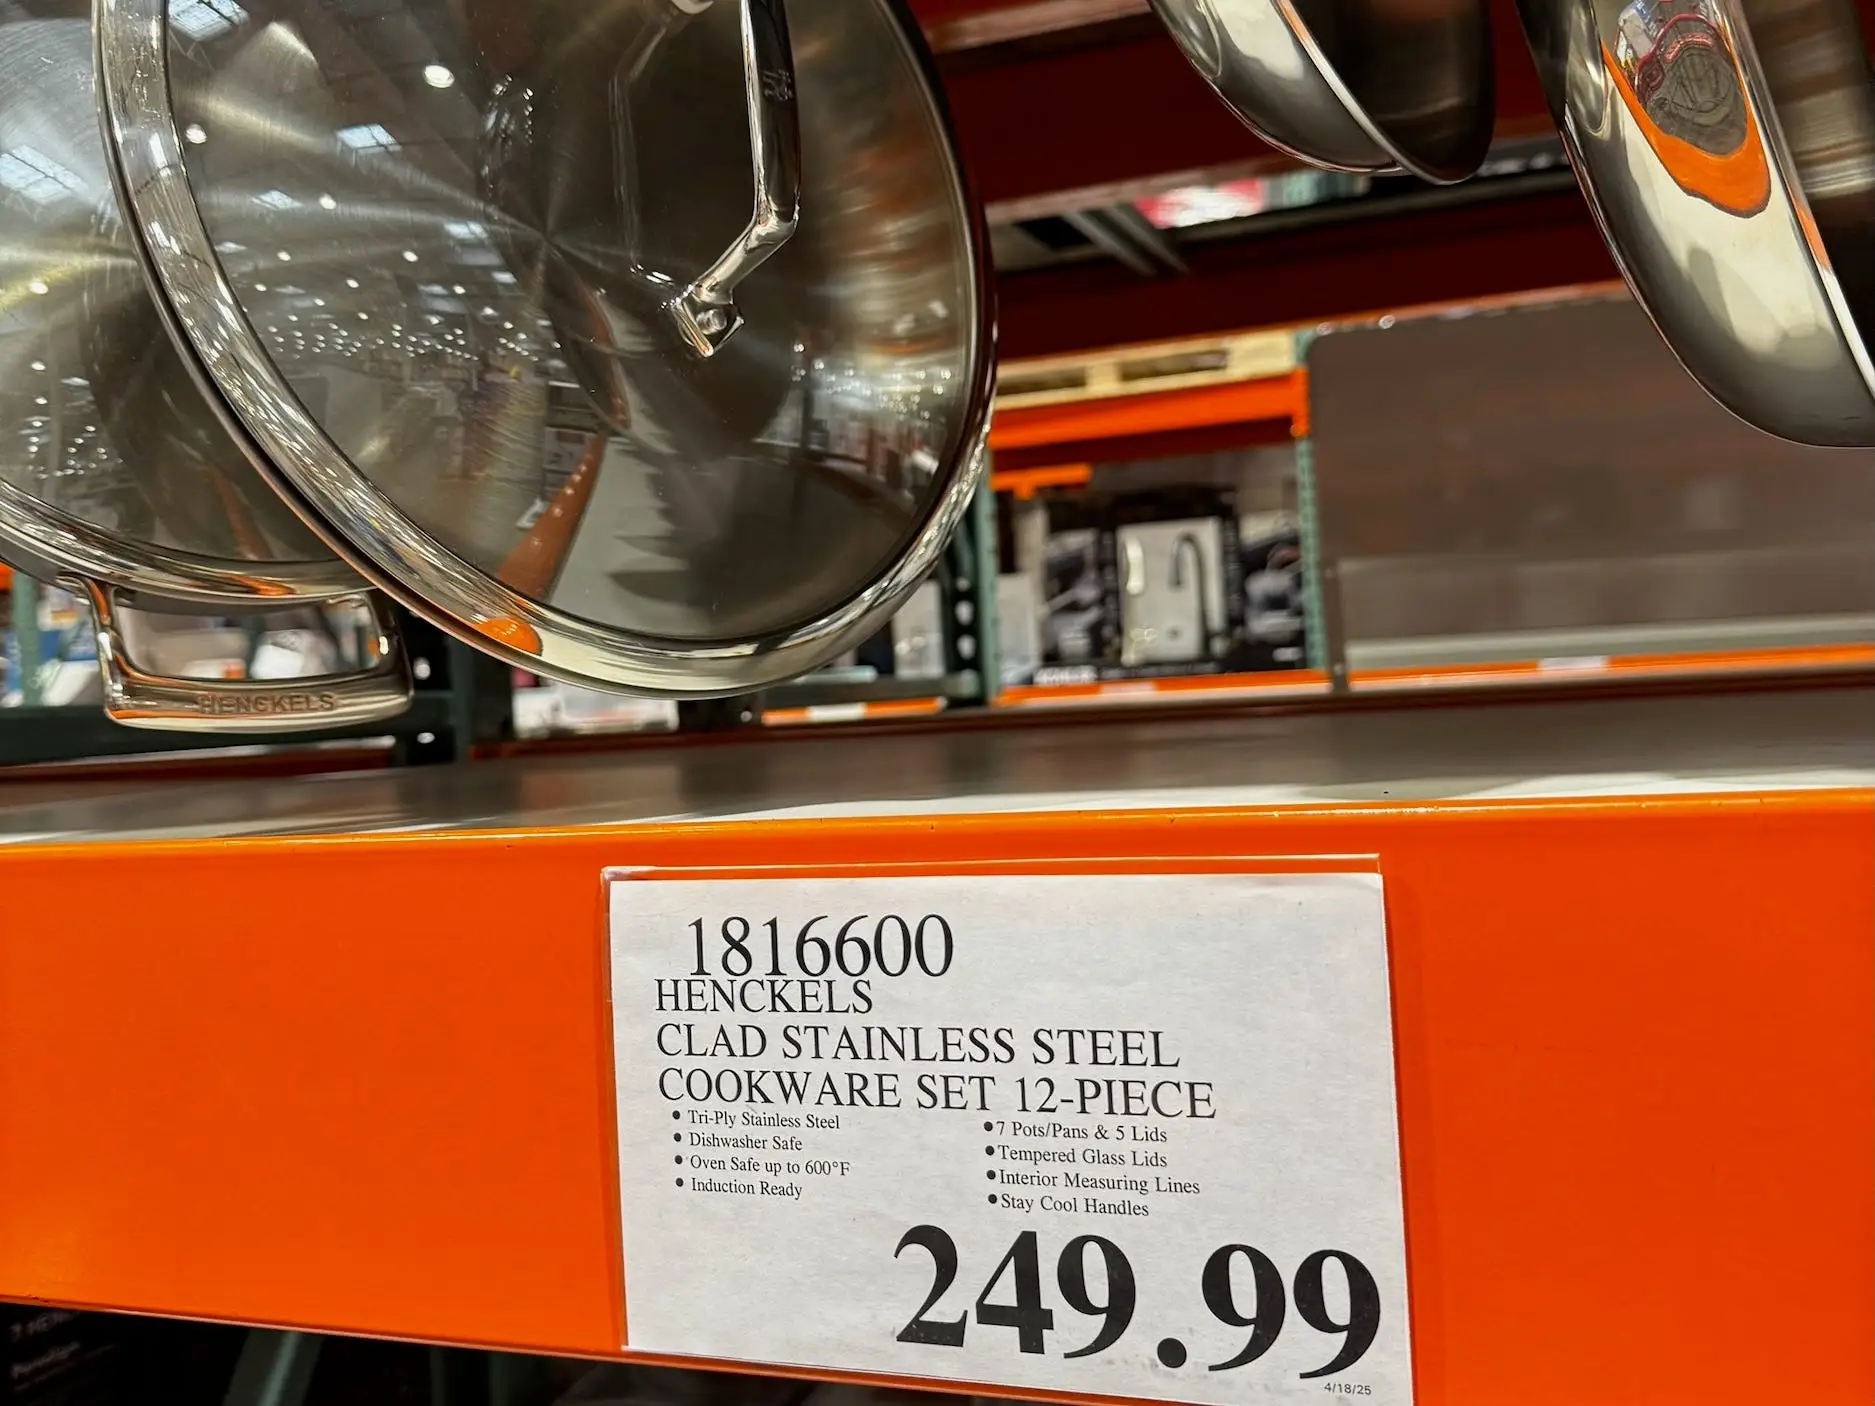 HENCKELS
1816600
HENCKELS
CLAD STAINLESS STEEL
COOKWARE SET 12-PIECE
• Tri-Ply Stainless Steel
• Dishwasher Safe
• Oven Safe up to 600°F
• Induction Ready
• 7 Pots/Pans & 5 Lids
• Tempered Glass Lids
• Interior Measuring Lines
• Stay Cool Handles
249.99
4/18/25